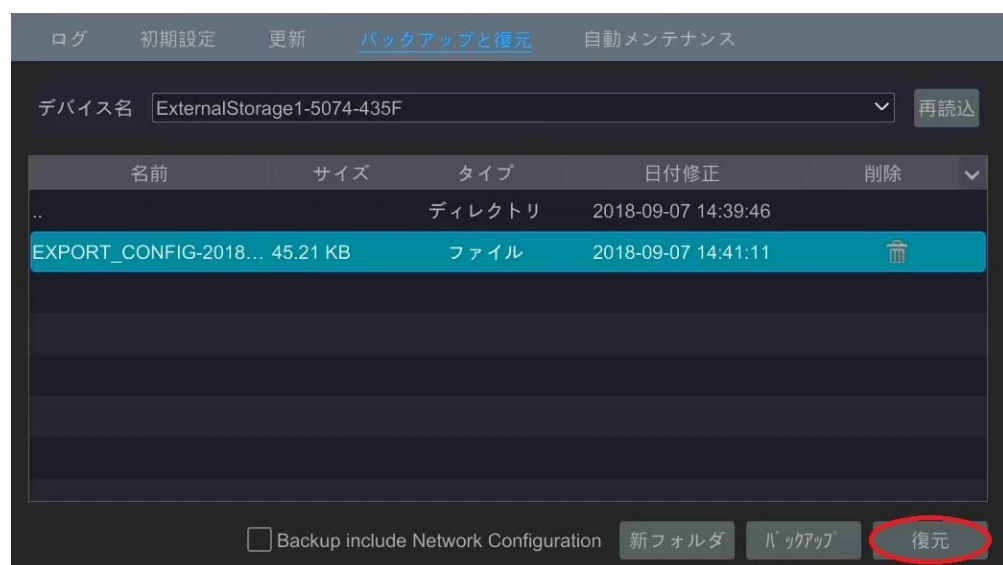 ログ 初期設定 更新 バックアップと復元 自動メンテナンス
デバイス名 ExternalStorage1-5074-435F 再読込
名前 サイズ タイプ 日付修正 削除
.. ディレクトリ 2018-09-07 14:39:46
EXPORT_CONFIG-2018... 45.21 KB ファイル 2018-09-07 14:41:11
Backup include Network Configuration 新フォルダ ﾊﾞｯｸｱｯﾌﾟ 復元